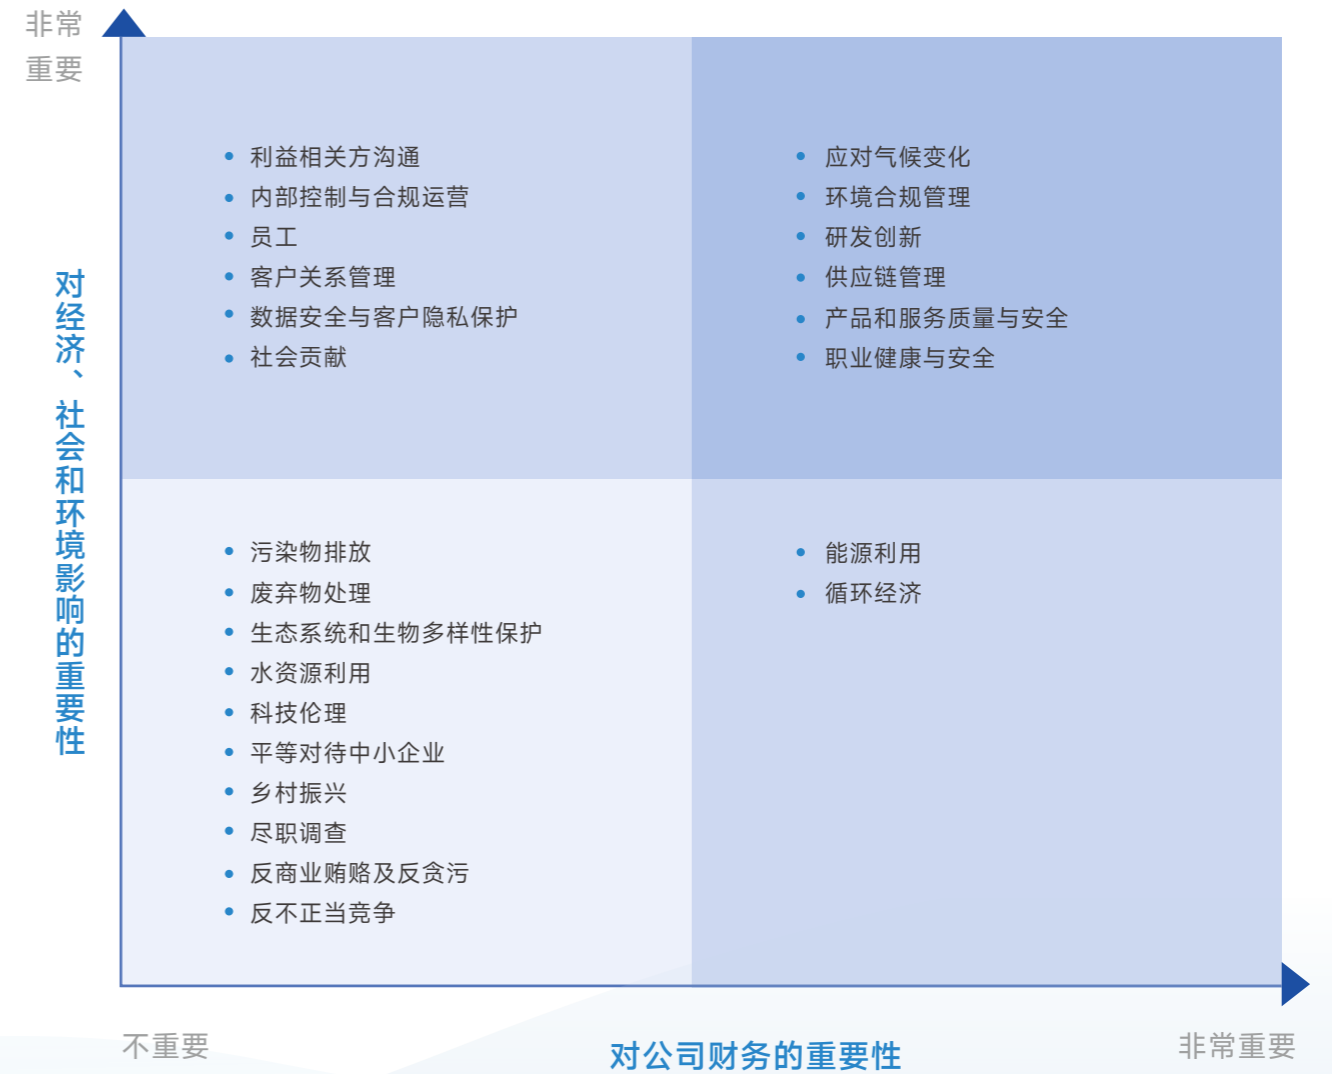 非常
重要
对经济、社会和环境影响的重要性
利益相关方沟通
内部控制与合规运营
员工
客户关系管理
数据安全与客户隐私保护
社会贡献
应对气候变化
环境合规管理
研发创新
供应链管理
产品和服务质量与安全
职业健康与安全
污染物排放
废弃物处理
生态系统和生物多样性保护
水资源利用
科技伦理
平等对待中小企业
乡村振兴
尽职调查
反商业贿赂及反贪污
反不正当竞争
能源利用
循环经济
不重要
对公司财务的重要性
非常重要